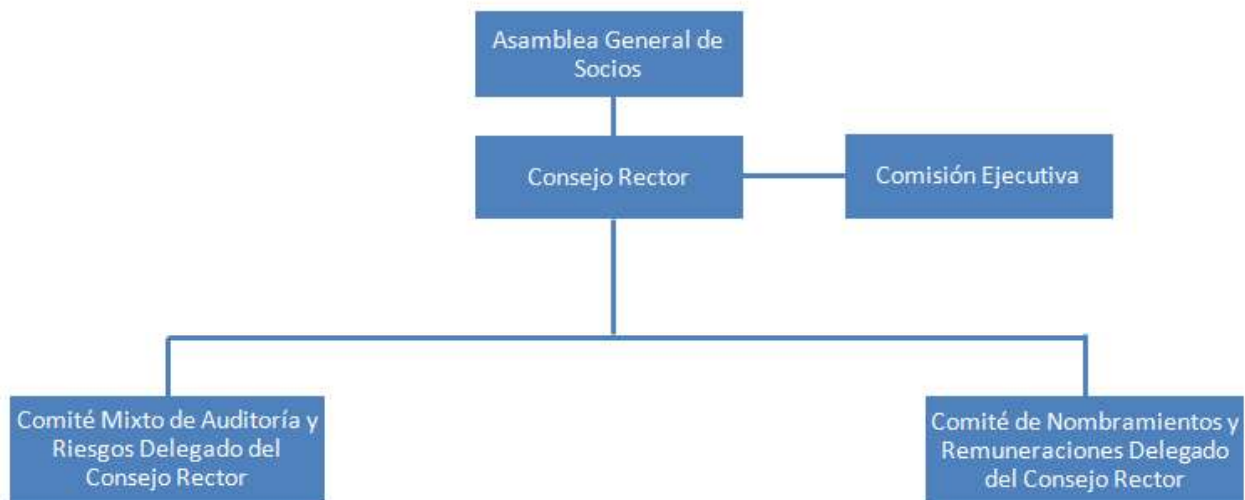 Asamblea General de
Socios
Consejo Rector
Comisión Ejecutiva
Comité Mixto de Auditoría y
Riesgos Delegado del
Consejo Rector
Comité de Nombramientos y
Remuneraciones Delegado
del Consejo Rector